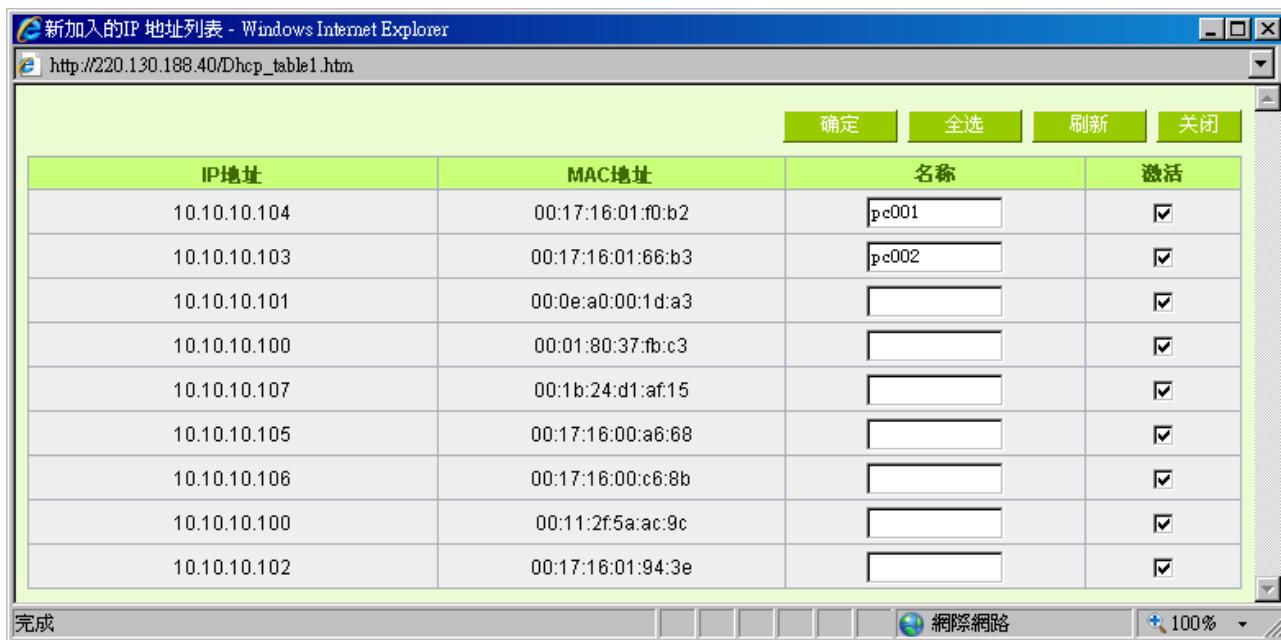 新加入的IP 地址列表 - Windows Internet Explorer
http://220.130.188.40/Dhcp_table1.htm
确定 全选 刷新 关闭
IP地址 MAC地址 名称 激活
10.10.10.104 00:17:16:01:f0:b2 pc001
10.10.10.103 00:17:16:01:66:b3 pc002
10.10.10.101 00:0e:a0:00:1d:a3
10.10.10.100 00:01:80:37:fb:c3
10.10.10.107 00:1b:24:d1:af:15
10.10.10.105 00:17:16:00:a6:68
10.10.10.106 00:17:16:00:c6:8b
10.10.10.100 00:11:2f:5a:ac:9c
10.10.10.102 00:17:16:01:94:3e
完成 網際網路 100%